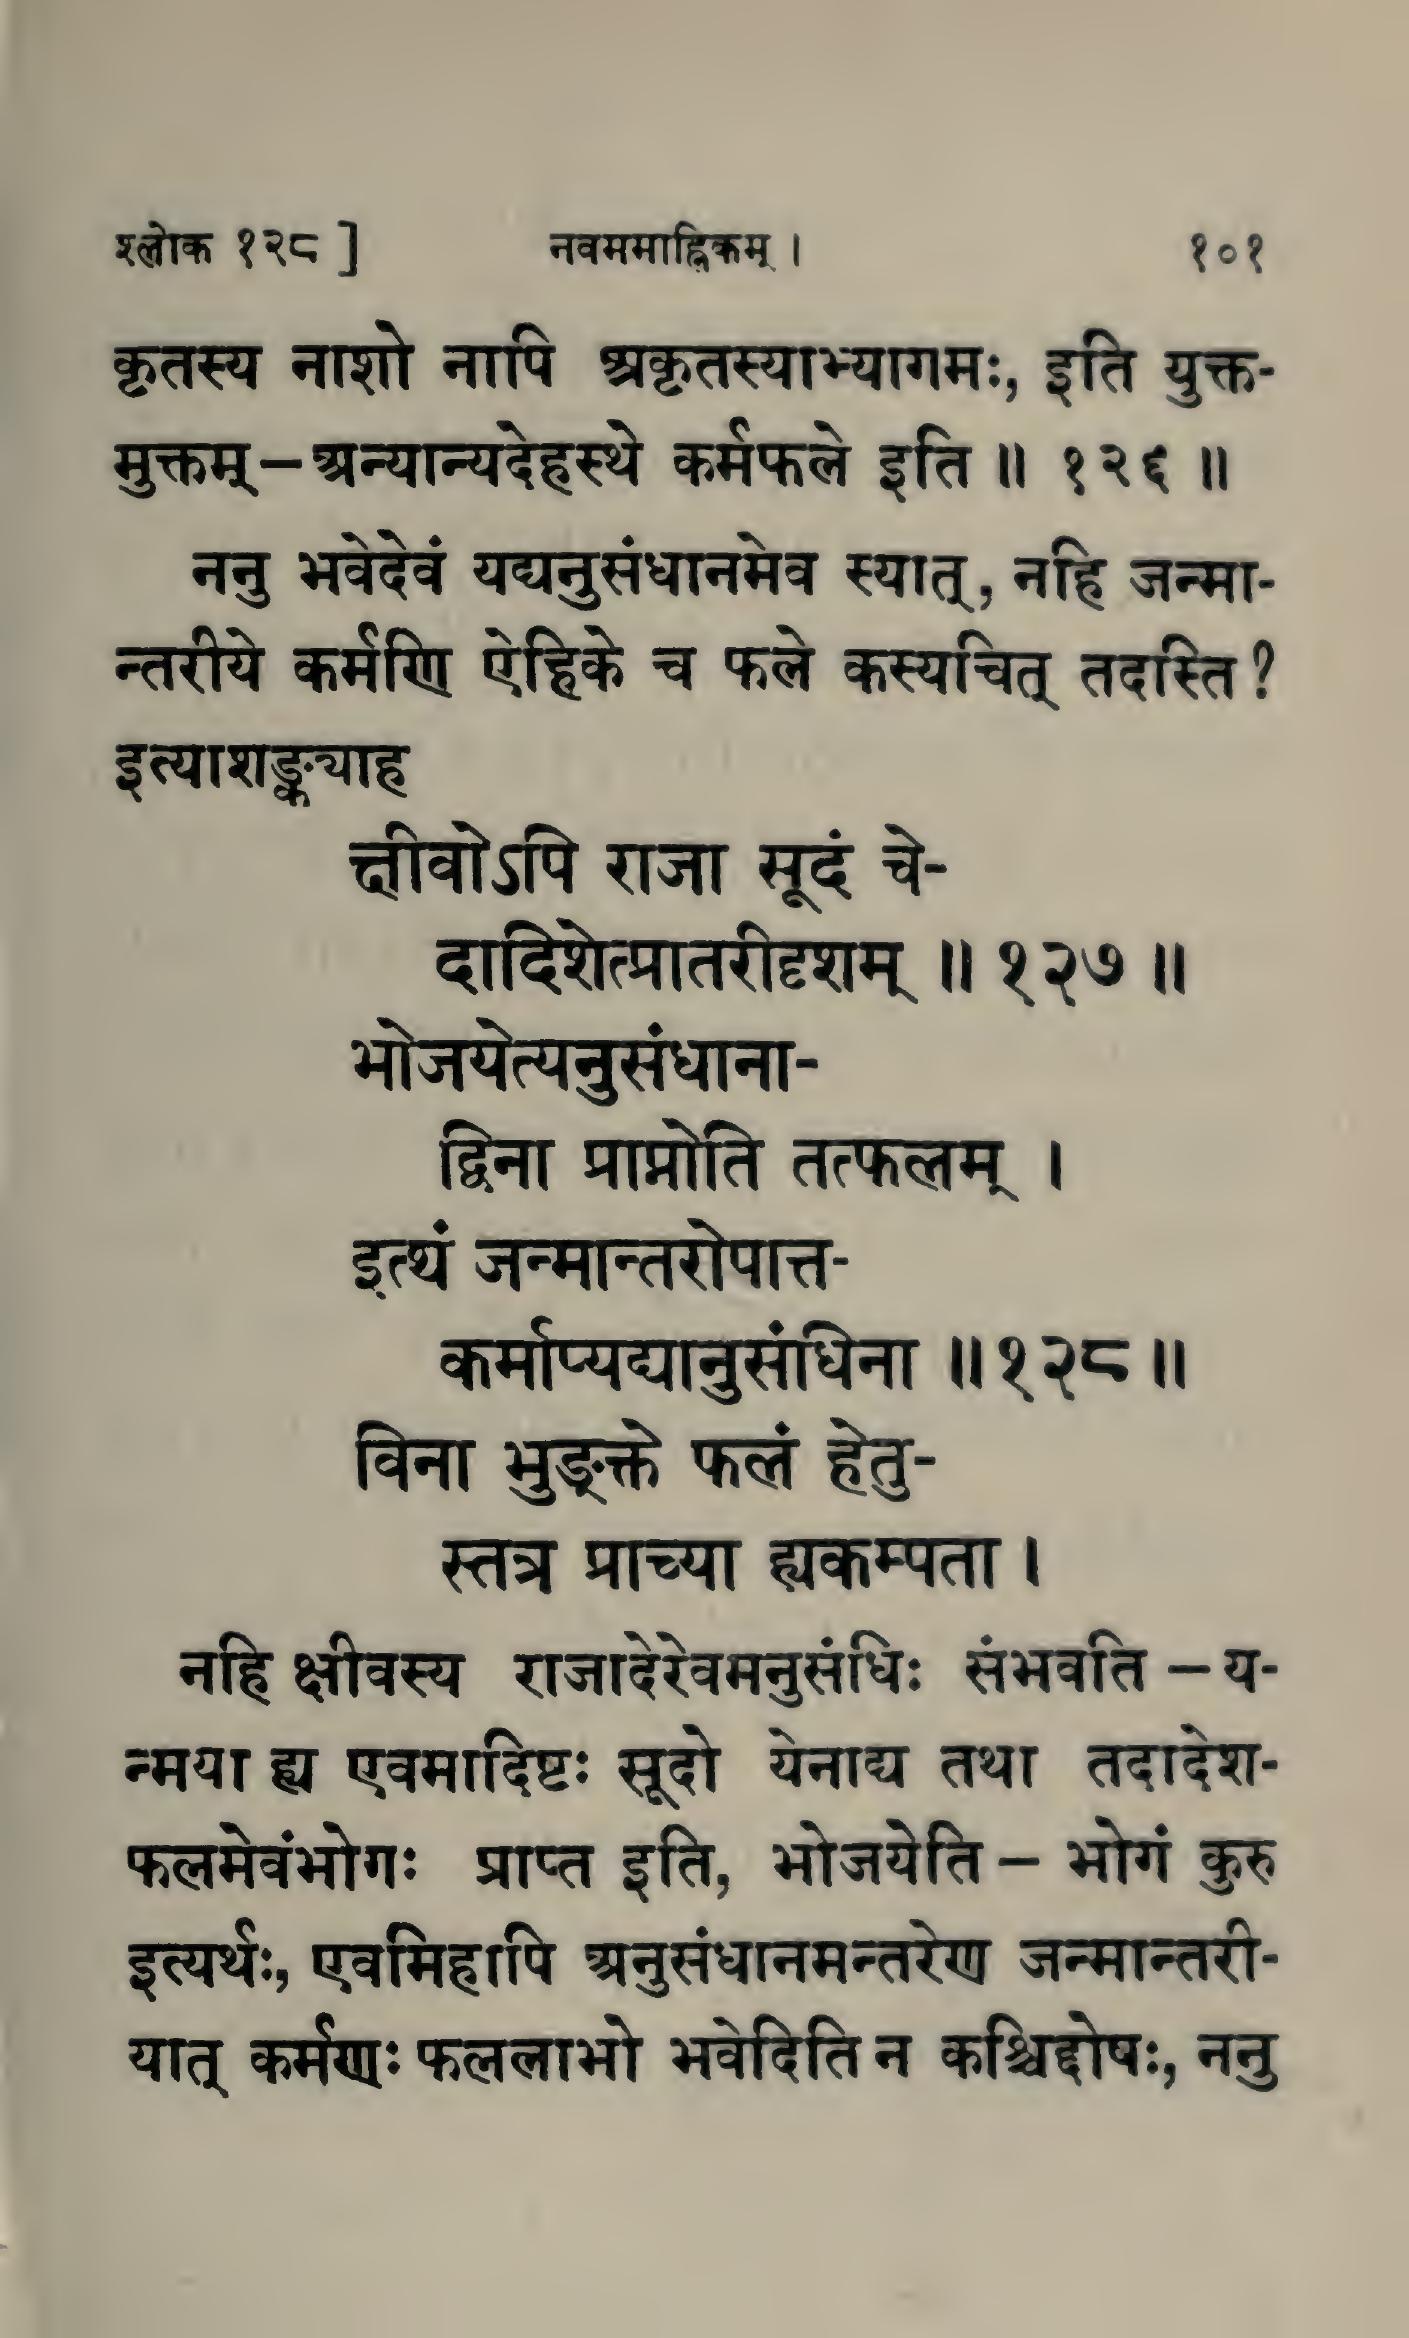 श्लोक १२८ ] नवममाह्निकम् । १०१
कृतस्य नाशो नापि अकृतस्याभ्यागमः, इति युक्त-
मुक्तम् — अन्यान्यदेहस्थे कर्मफले इति ॥ १२६ ॥
ननु भवेदेवं यद्यनुसंधानमेव स्यात्, नहि जन्मा-
न्तरीये कर्मणि ऐहिके च फले कस्यचित् तदस्ति ?
इत्याशङ्क्याह
क्षीवोऽपि राजा सूदं चे-
दादिशेत्प्रातरीदृशम् ॥ १२७ ॥
भोजयेत्यनुसंधाना-
द्विना प्राप्नोति तत्फलम् ।
इत्थं जन्मान्तरोपात्त-
कर्माप्यद्यानुसंधिना ॥ १२८ ॥
विना भुङ्क्ते फलं हेतु-
स्तत्र प्राच्या ह्यकम्पता ।
नहि क्षीवस्य राजादेरेवमनुसंधिः संभवति — य-
न्मया ह्य एवमादिष्टः सूदो येनाद्य तथा तदादेश-
फलमेवंभोगः प्राप्त इति, भोजयेति — भोगं कुरु
इत्यर्थः, एवमिहापि अनुसंधानमन्तरेण जन्मान्तरी-
यात् कर्मणः फललाभो भवेदिति न कश्चिद्दोषः, ननु